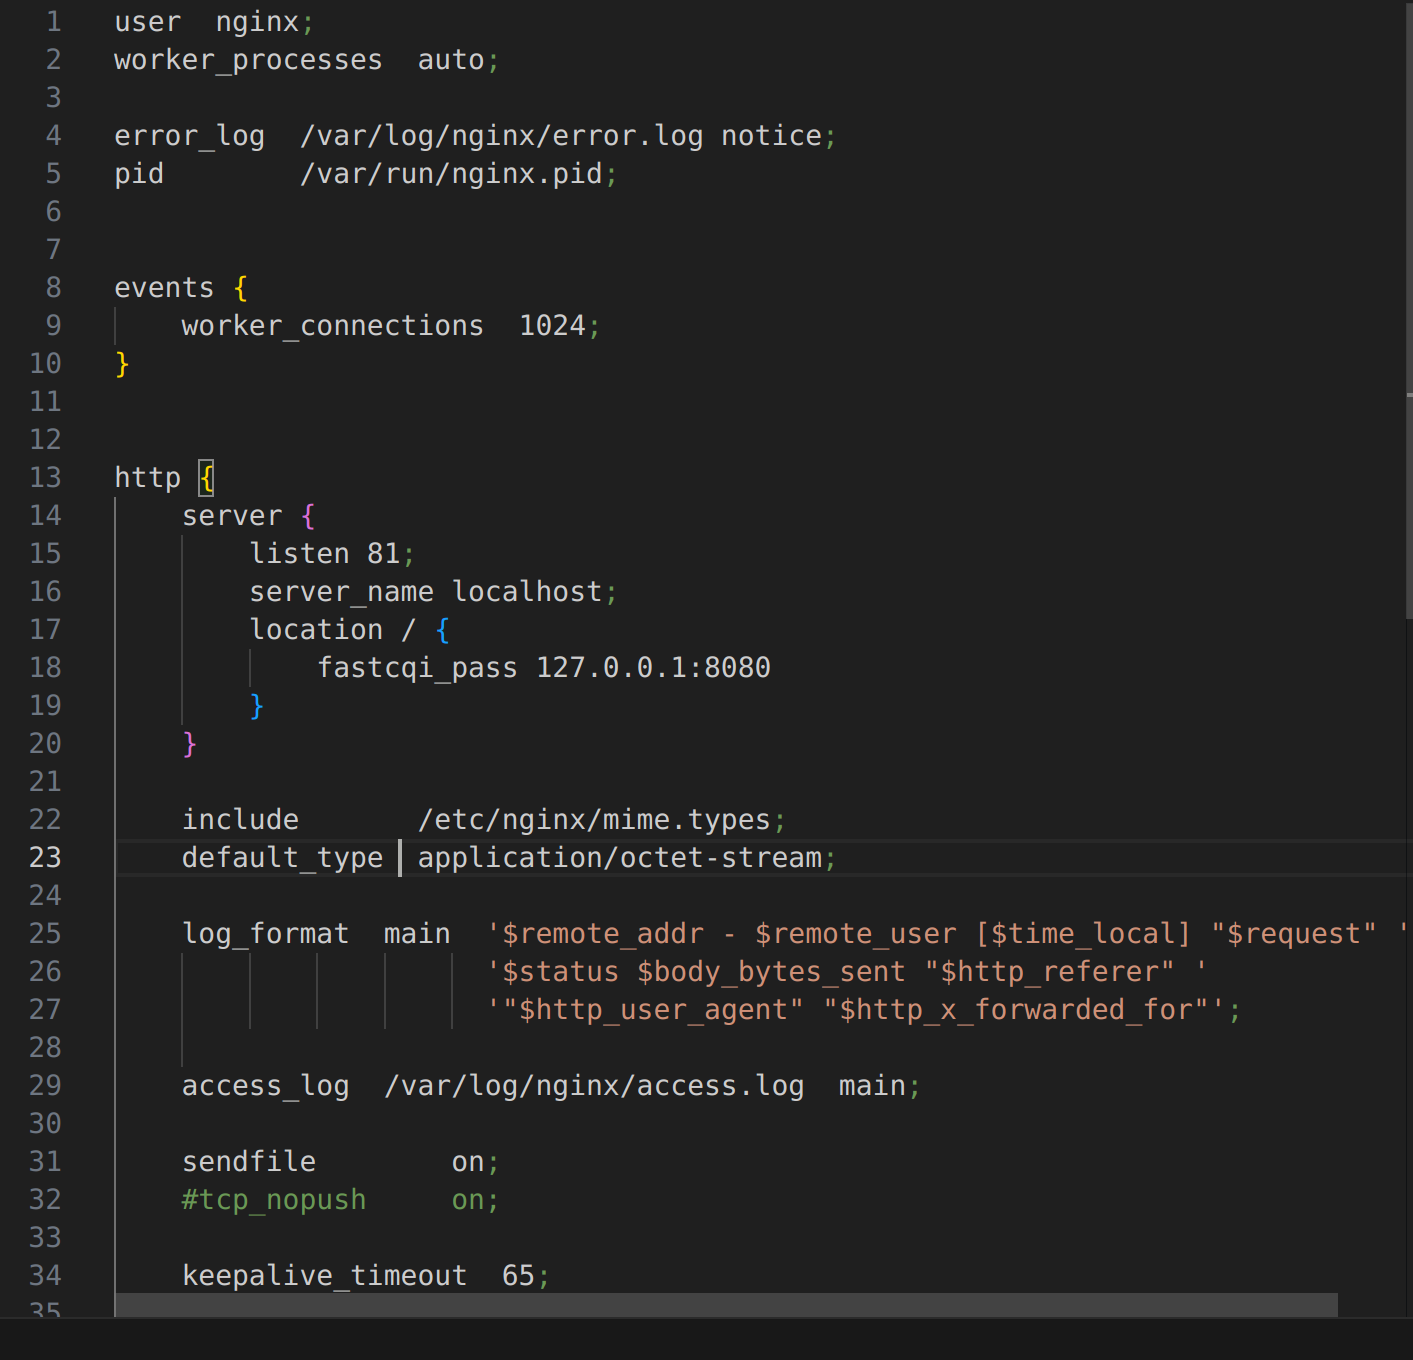 1 user  nginx;
2 worker_processes  auto;
3
4 error_log  /var/log/nginx/error.log notice;
5 pid        /var/run/nginx.pid;
6
7
8 events {
9     worker_connections  1024;
10 }
11
12
13 http {
14     server {
15         listen 81;
16         server_name localhost;
17         location / {
18             fastcqi_pass 127.0.0.1:8080
19         }
20     }
21
22     include       /etc/nginx/mime.types;
23     default_type  application/octet-stream;
24
25     log_format  main  '$remote_addr - $remote_user [$time_local] "$request" '
26                       '$status $body_bytes_sent "$http_referer" '
27                       '"$http_user_agent" "$http_x_forwarded_for"';
28
29     access_log  /var/log/nginx/access.log  main;
30
31     sendfile        on;
32     #tcp_nopush     on;
33
34     keepalive_timeout  65;
35